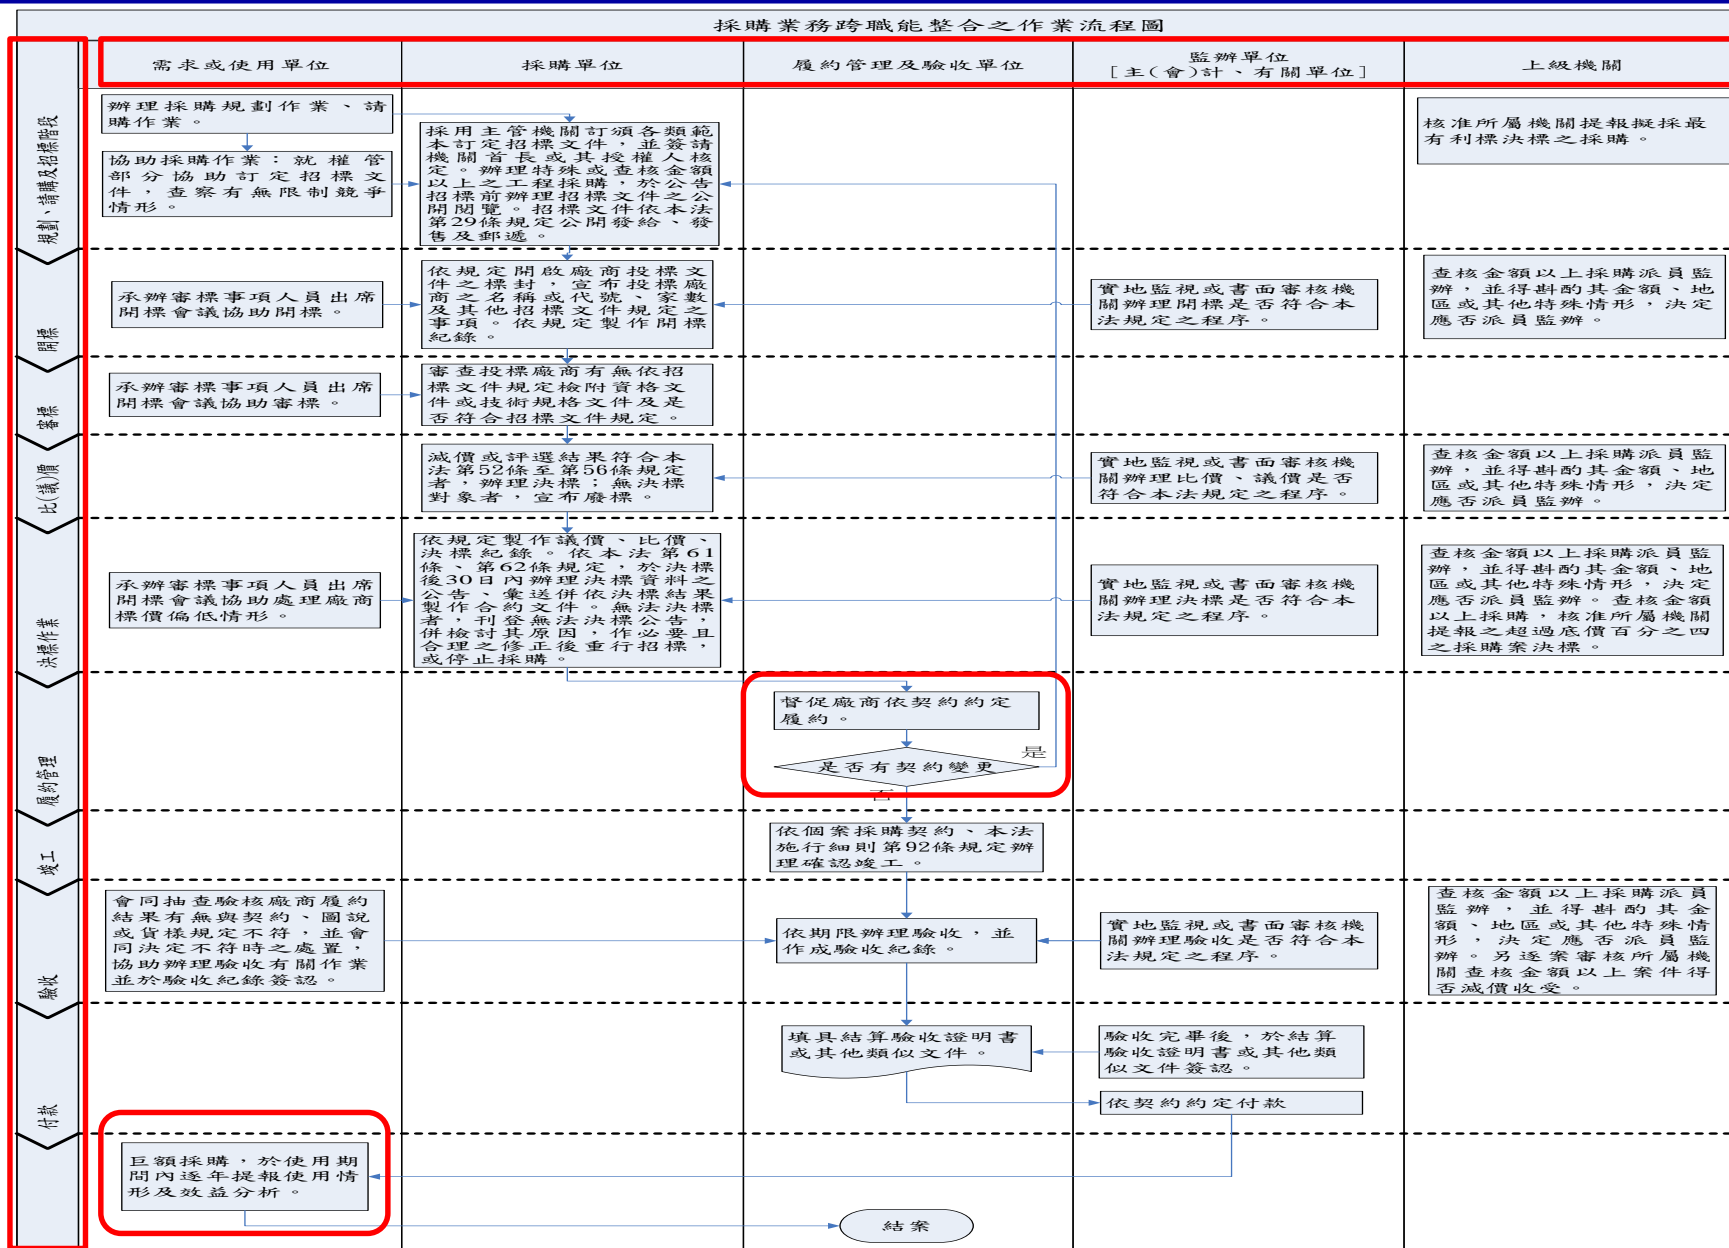 採購業務跨職能整合之作業流程圖
需求或使用單位
採購單位
履約管理及驗收單位
監辦單位
[主(會)計、有關單位]
上級機關
規劃、請購及招標階段
辦理採購規劃作業、請
購作業。
協助採購作業：就權管
部分協助訂定招標文
件，查察有無限制競爭
情形。
採用主管機關訂頒各類範
本訂定招標文件，並簽請
機關首長或其授權人核
定。辦理特殊或查核金額
以上之工程採購，於公告
招標前辦理招標文件之公
開閱覽。招標文件依本法
第29條規定公開發給、發
售及郵遞。
核准所屬機關提報擬採最
有利標決標之採購。
開標
承辦審標事項人員出席
開標會議協助開標。
依規定開啟廠商投標文
件之標封，宣布投標廠
商之名稱或代號、家數
及其他招標文件規定之
事項。依規定製作開標
紀錄。
實地監視或書面審核機
關辦理開標是否符合本
法規定之程序。
查核金額以上採購派員監
辦，並得斟酌其金額、地
區或其他特殊情形，決定
應否派員監辦。
審標
承辦審標事項人員出席
開標會議協助審標。
審查投標廠商有無依招
標文件規定檢附資格文
件或技術規格文件及是
否符合招標文件規定。
比(議)價
減價或評選結果符合本
法第52條至第56條規定
者，辦理決標；無決標
對象者，宣布廢標。
實地監視或書面審核機
關辦理比價、議價是否
符合本法規定之程序。
查核金額以上採購派員監
辦，並得斟酌其金額、地
區或其他特殊情形，決定
應否派員監辦。
決標作業
承辦審標事項人員出席
開標會議協助處理廠商
標價偏低情形。
依規定製作議價、比價、
決標紀錄。依本法第61
條、第62條規定，於決標
後30日內辦理決標資料之
公告、彙送併依決標結果
製作合約文件。無法決標
者，刊登無法決標公告，
併檢討其原因，作必要且
合理之修正後重行招標，
或停止採購。
實地監視或書面審核機
關辦理決標是否符合本
法規定之程序。
查核金額以上採購派員監
辦，並得斟酌其金額、地
區或其他特殊情形，決定
應否派員監辦。查核金額
以上採購，核准所屬機關
提報之超過底價百分之四
之採購案決標。
履約管理
督促廠商依契約約定
履約。
是否有契約變更
是
否
竣工
依個案採購契約、本法
施行細則第92條規定辦
理確認竣工。
驗收
會同抽查驗核廠商履約
結果有無與契約、圖說
或貨樣規定不符，並會
同決定不符時之處置，
協助辦理驗收有關作業
並於驗收紀錄簽認。
依期限辦理驗收，並
作成驗收紀錄。
實地監視或書面審核機
關辦理驗收是否符合本
法規定之程序。
查核金額以上採購派員
監辦，並得斟酌其金
額、地區或其他特殊情
形，決定應否派員監
辦。另逐案審核所屬機
關查核金額以上案件得
否減價收受。
付款
填具結算驗收證明書
或其他類似文件。
驗收完畢後，於結算
驗收證明書或其他類
似文件簽認。
依契約約定付款
巨額採購，於使用期
間內逐年提報使用情
形及效益分析。
結案